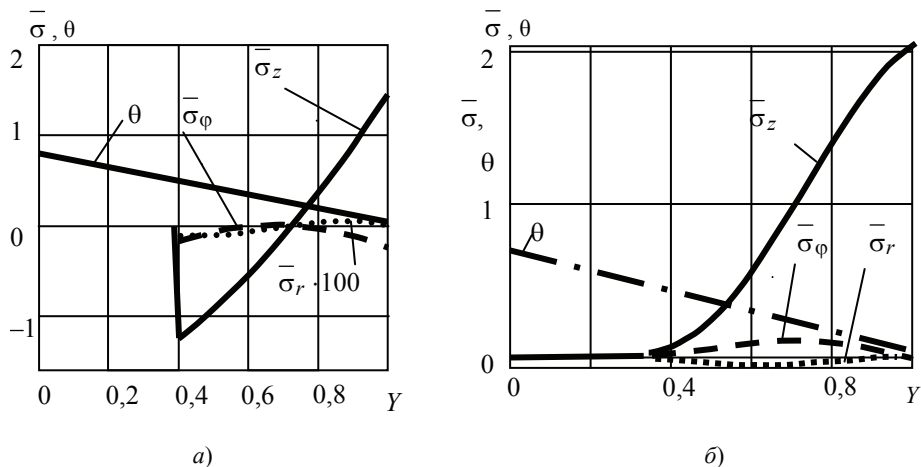 σ̅ , θ
2
1
0
–1
θ
σ̅φ
σ̅z
σ̅r ·100
0 0,2 0,4 0,6 0,8 Y
а)
σ̅, θ
2
σ̅,
θ
1
0
θ
σ̅z
σ̅φ
σ̅r
0 0,4 0,8 Y
б)